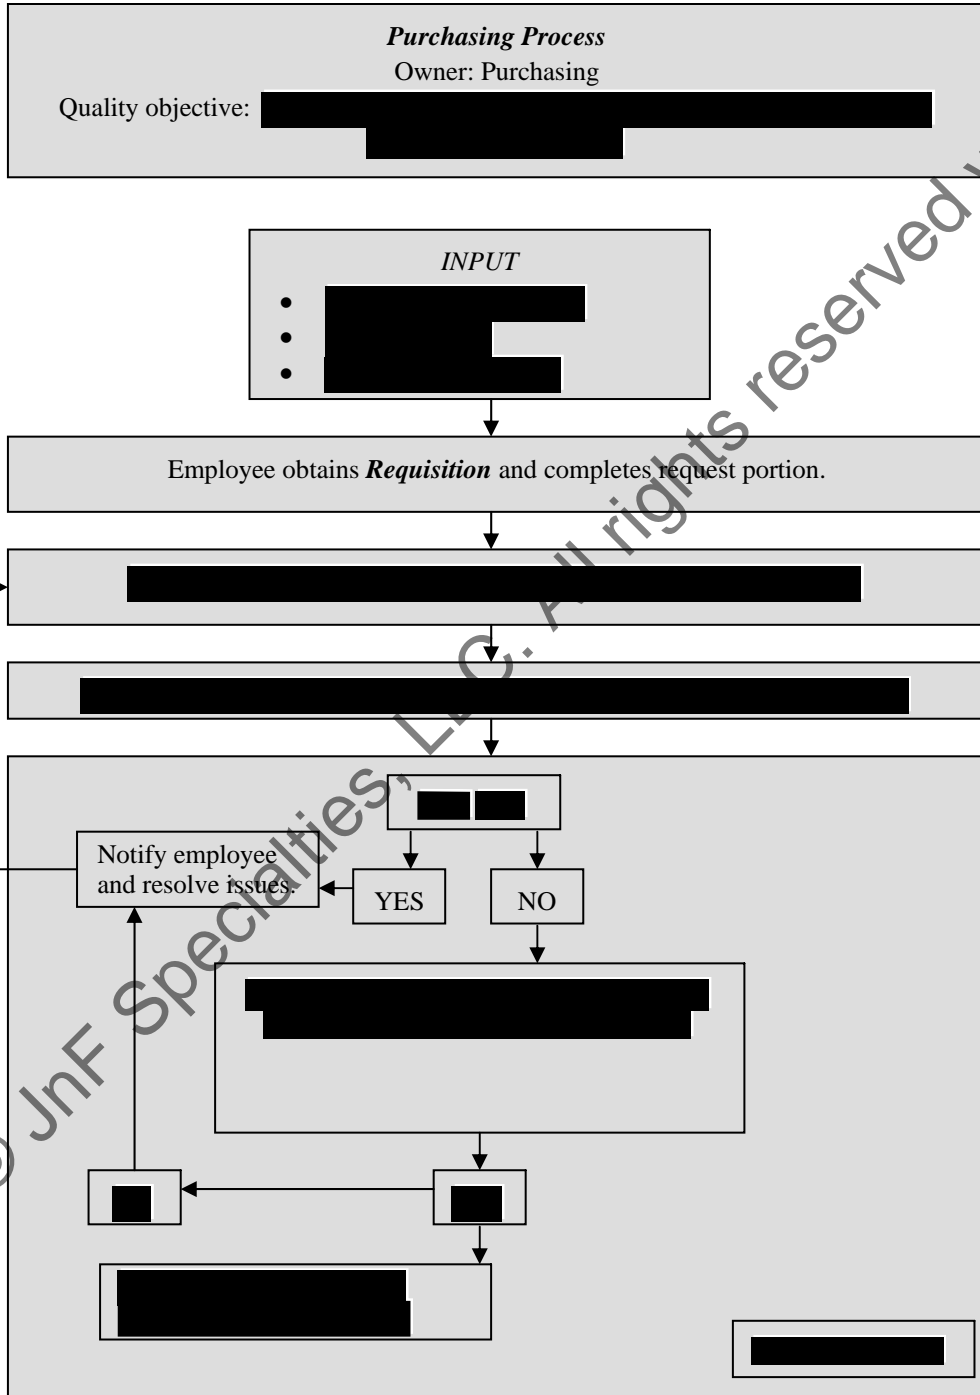 Purchasing Process
Owner: Purchasing
Quality objective:
INPUT
Employee obtains Requisition and completes request portion.
Notify employee
and resolve issues.
YES
NO
© JnF Specialties, LLC. All rights reserved